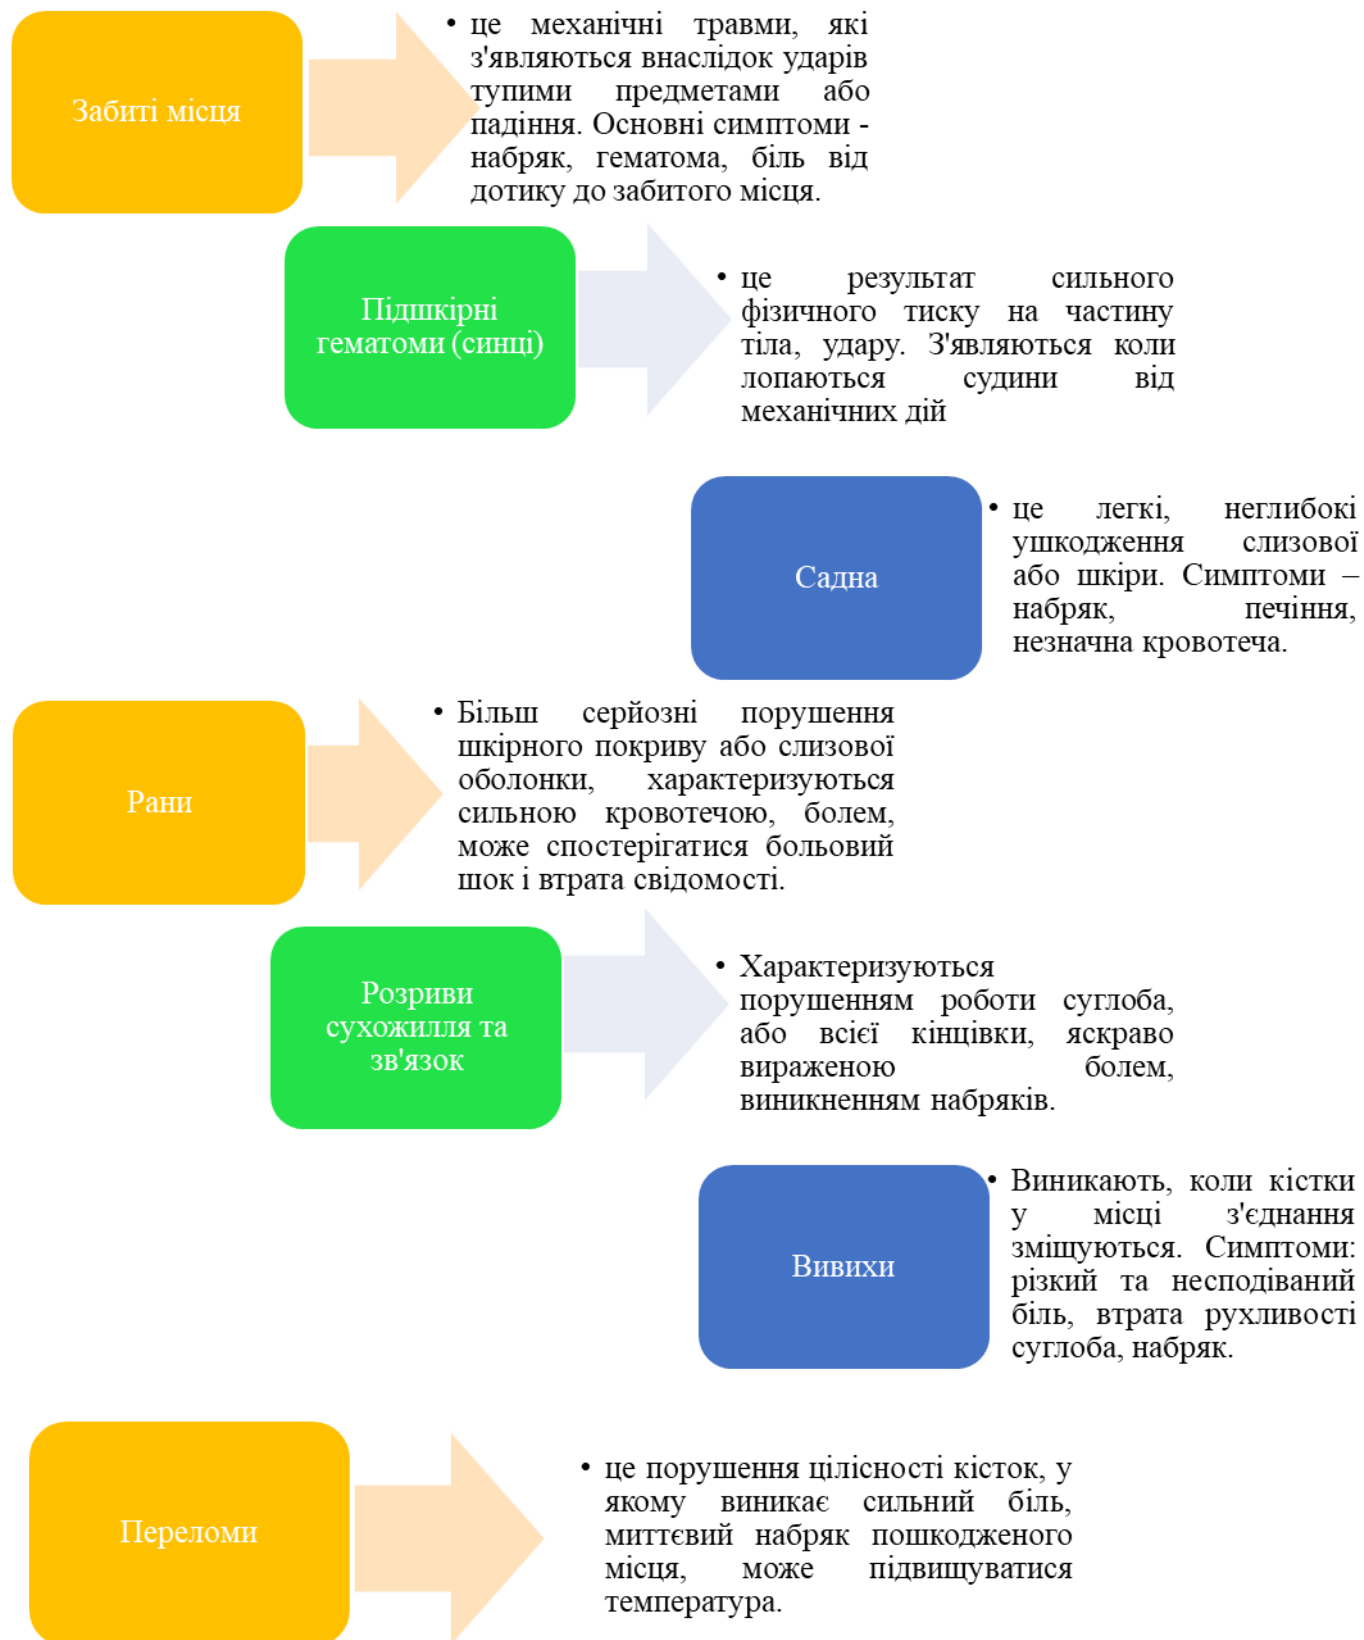 Забиті місця
• це механічні травми, які
з'являються внаслідок ударів
тупими предметами або
падіння. Основні симптоми -
набряк, гематома, біль від
дотику до забитого місця.
Підшкірні
гематоми (синці)
• це результат сильного
фізичного тиску на частину
тіла, удару. З'являються коли
лопаються судини від
механічних дій
Садна
• це легкі, неглибокі
ушкодження слизової
або шкіри. Симптоми –
набряк, печіння,
незначна кровотеча.
Рани
• Більш серйозні порушення
шкірного покриву або слизової
оболонки, характеризуються
сильною кровотечою, болем,
може спостерігатися больовий
шок і втрата свідомості.
Розриви
сухожилля та
зв'язок
• Характеризуються
порушенням роботи суглоба,
або всієї кінцівки, яскраво
вираженою болем,
виникненням набряків.
Вивихи
• Виникають, коли кістки
у місці з'єднання
зміщуються. Симптоми:
різкий та несподіваний
біль, втрата рухливості
суглоба, набряк.
Переломи
• це порушення цілісності кісток, у
якому виникає сильний біль,
миттєвий набряк пошкодженого
місця, може підвищуватися
температура.